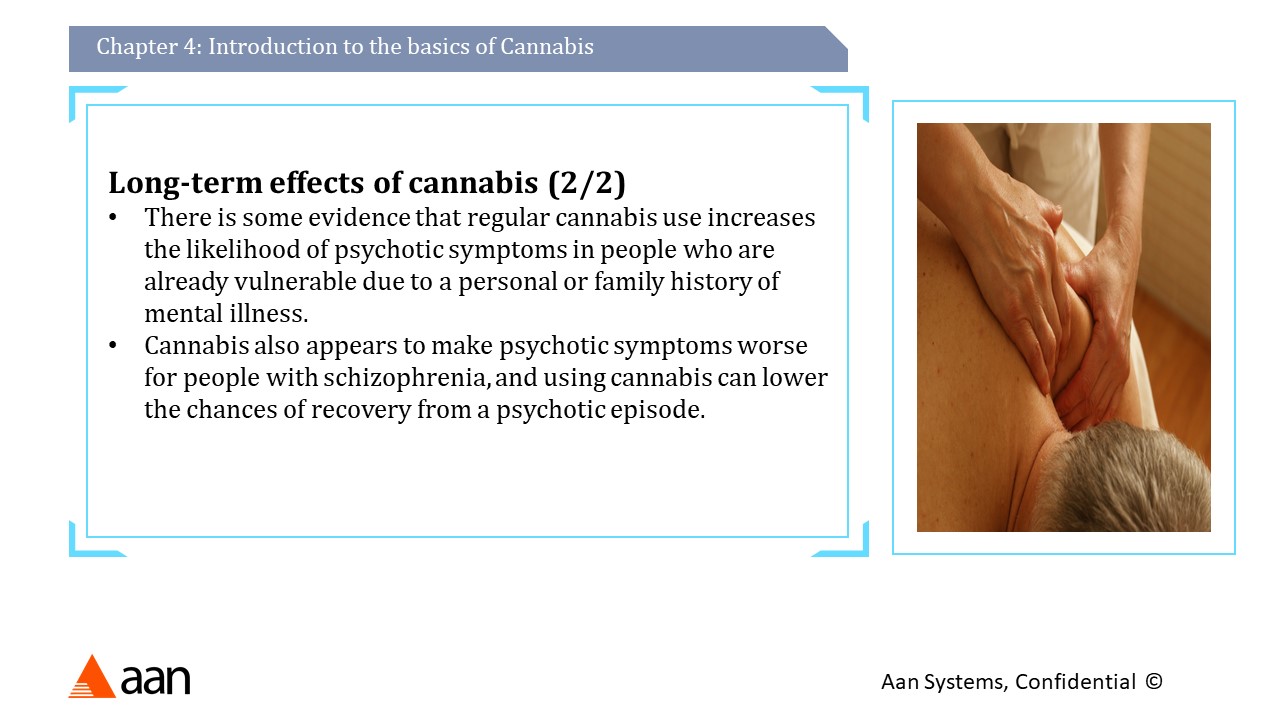 Chapter 4: Introduction to the basics of Cannabis
Long-term effects of cannabis (2/2)
• There is some evidence that regular cannabis use increases
the likelihood of psychotic symptoms in people who are
already vulnerable due to a personal or family history of
mental illness.
• Cannabis also appears to make psychotic symptoms worse
for people with schizophrenia, and using cannabis can lower
the chances of recovery from a psychotic episode.
aan
Aan Systems, Confidential ©